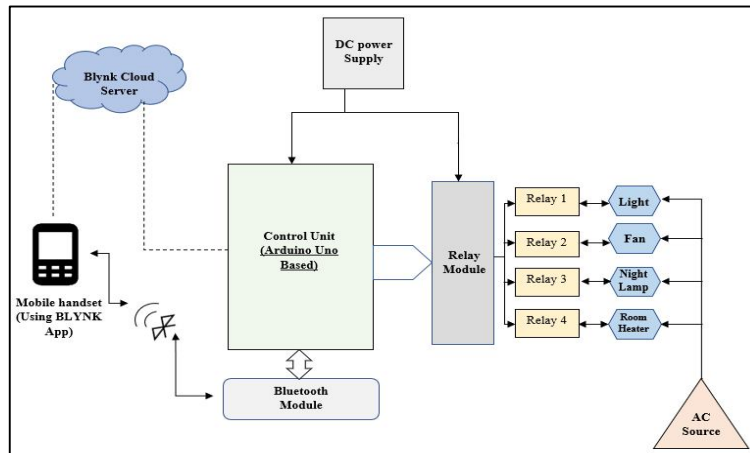 DC power
Supply
Blynk Cloud
Server
Control Unit
(Arduino Uno
Based)
Relay
Module
Relay 1
Light
Relay 2
Fan
Relay 3
Night
Lamp
Relay 4
Room
Heater
Mobile handset
(Using BLYNK
App)
Bluetooth
Module
AC
Source